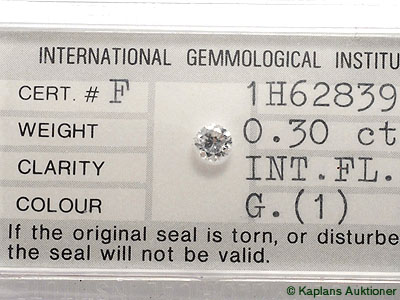 INTERNATIONAL GEMMOLOGICAL INSTITU
CERT. # F 1H62839
WEIGHT 0.30 ct
CLARITY INT.FL.
COLOUR G.(1)
If the original seal is torn, or disturbe
the seal will not be valid.
© Kaplans Auktioner